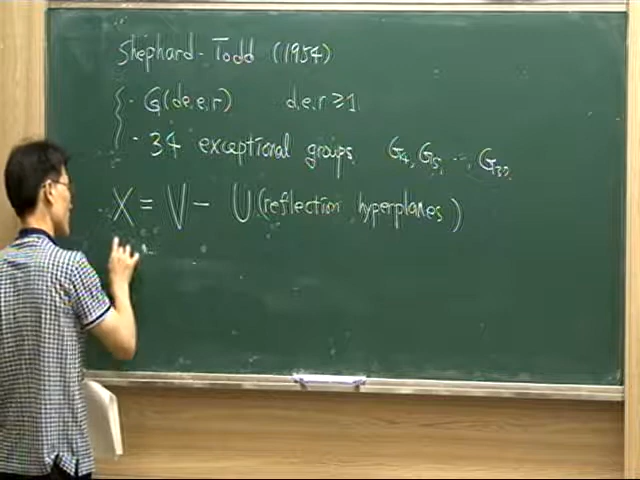 Shephard-Todd (1954)
· G(de,e,r) d,e,r ≥ 1
· 34 exceptional groups G4, G5, ..., G37.
X = V - U(reflection hyperplanes)